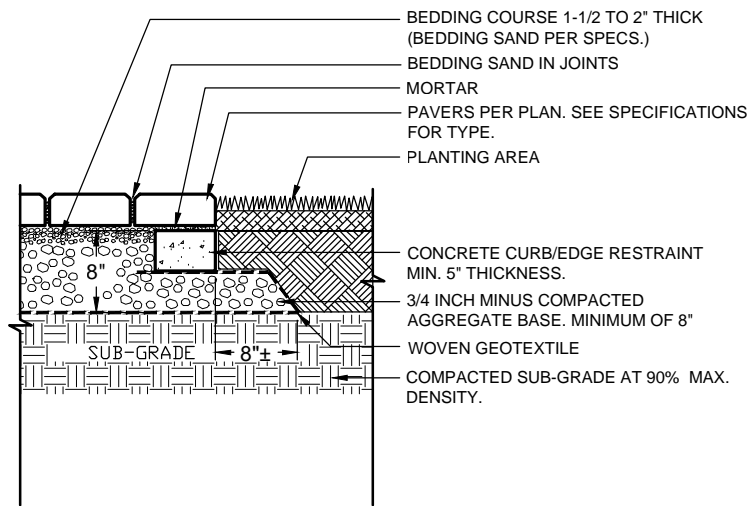 BEDDING COURSE 1-1/2 TO 2" THICK
(BEDDING SAND PER SPECS.)
BEDDING SAND IN JOINTS
MORTAR
PAVERS PER PLAN. SEE SPECIFICATIONS
FOR TYPE.
PLANTING AREA
CONCRETE CURB/EDGE RESTRAINT
MIN. 5" THICKNESS.
8"
3/4 INCH MINUS COMPACTED
AGGREGATE BASE. MINIMUM OF 8"
WOVEN GEOTEXTILE
SUB-GRADE
8"±
COMPACTED SUB-GRADE AT 90% MAX.
DENSITY.